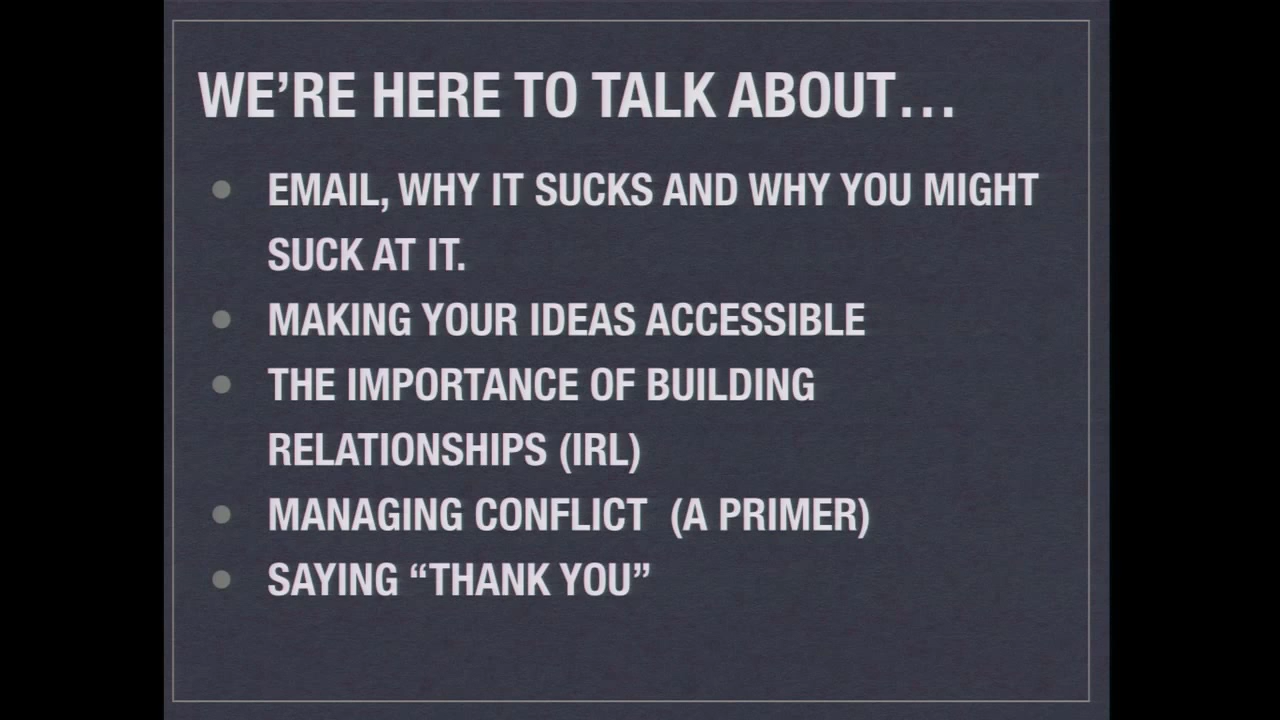 WE’RE HERE TO TALK ABOUT…
EMAIL, WHY IT SUCKS AND WHY YOU MIGHT
SUCK AT IT.
MAKING YOUR IDEAS ACCESSIBLE
THE IMPORTANCE OF BUILDING
RELATIONSHIPS (IRL)
MANAGING CONFLICT  (A PRIMER)
SAYING “THANK YOU”